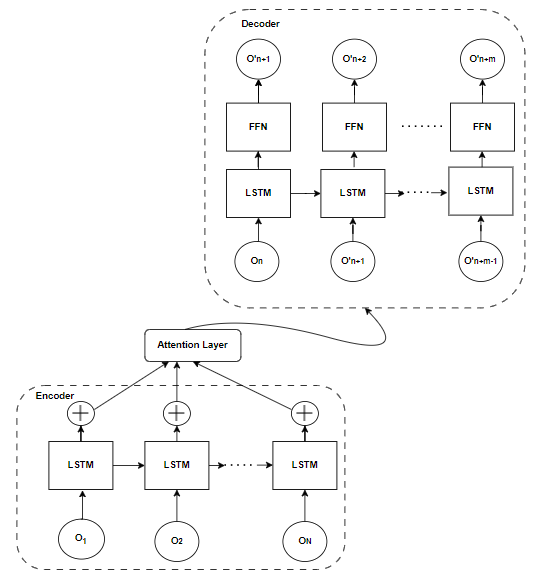 Decoder
O'n+1 O'n+2 O'n+m
FFN FFN ....... FFN
LSTM LSTM ..... LSTM
On O'n+1 O'n+m-1
Attention Layer
Encoder
+ + +
LSTM LSTM ..... LSTM
O1 O2 ON